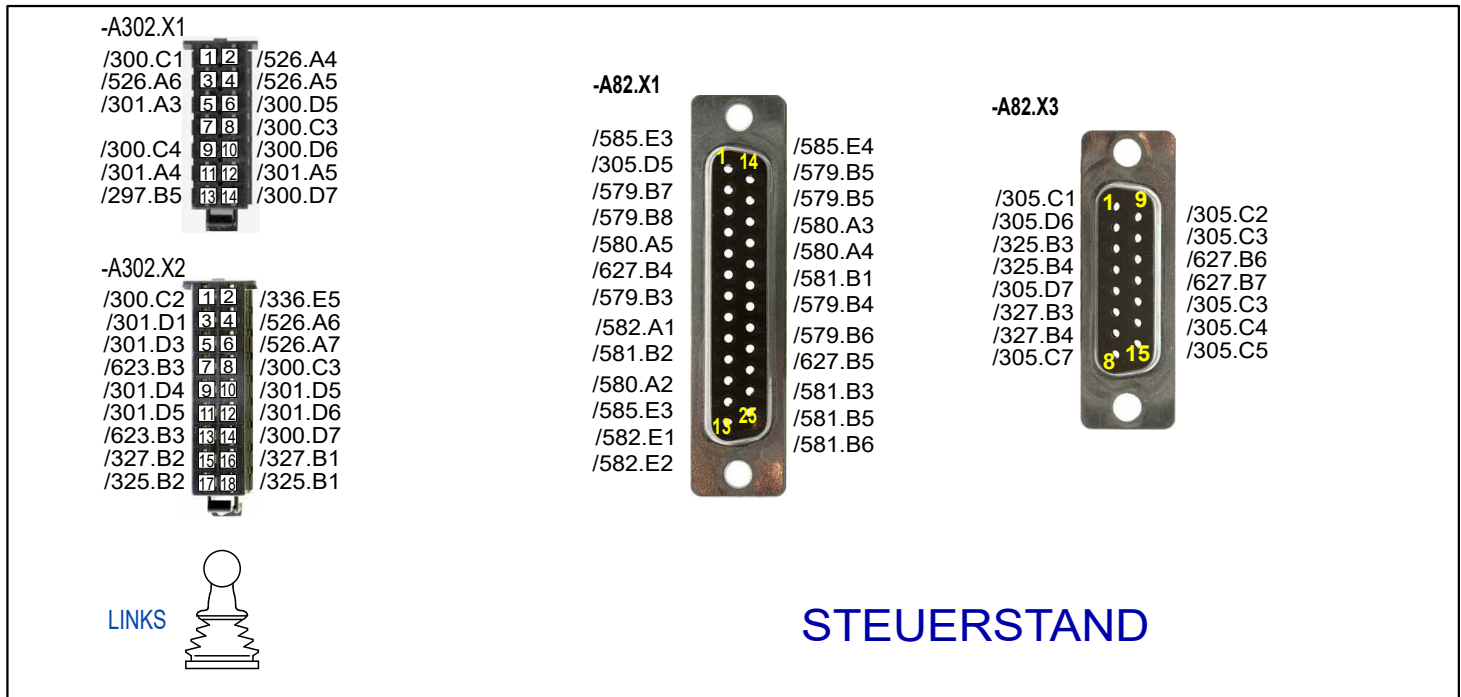 -A302.X1
/300.C1 1 2 /526.A4
/526.A6 3 4 /526.A5
/301.A3 5 6 /300.D5
7 8 /300.C3
/300.C4 9 10 /300.D6
/301.A4 11 12 /301.A5
/297.B5 13 14 /300.D7
-A302.X2
/300.C2 1 2 /336.E5
/301.D1 3 4 /526.A6
/301.D3 5 6 /526.A7
/623.B3 7 8 /300.C3
/301.D4 9 10 /301.D5
/301.D5 11 12 /301.D6
/623.B3 13 14 /300.D7
/327.B2 15 16 /327.B1
/325.B2 17 18 /325.B1
LINKS
-A82.X1
/585.E3
/305.D5
/579.B7
/579.B8
/580.A5
/627.B4
/579.B3
/582.A1
/581.B2
/580.A2
/585.E3
/582.E1
/582.E2
1 14
13 25
/585.E4
/579.B5
/579.B5
/580.A3
/580.A4
/581.B1
/579.B4
/579.B6
/627.B5
/581.B3
/581.B5
/581.B6
-A82.X3
/305.C1
/305.D6
/325.B3
/325.B4
/305.D7
/327.B3
/327.B4
/305.C7
1 9
8 15
/305.C2
/305.C3
/627.B6
/627.B7
/305.C3
/305.C4
/305.C5
STEUERSTAND